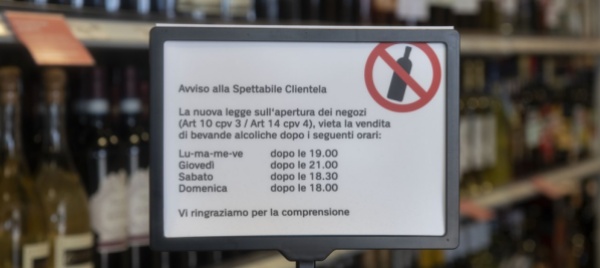 Avviso alla Spettabile Clientela
La nuova legge sull'apertura dei negozi
(Art 10 cpv 3 / Art 14 cpv 4), vieta la vendita
di bevande alcoliche dopo i seguenti orari:
Lu-ma-me-ve dopo le 19.00
Giovedì dopo le 21.00
Sabato dopo le 18.30
Domenica dopo le 18.00
Vi ringraziamo per la comprensione